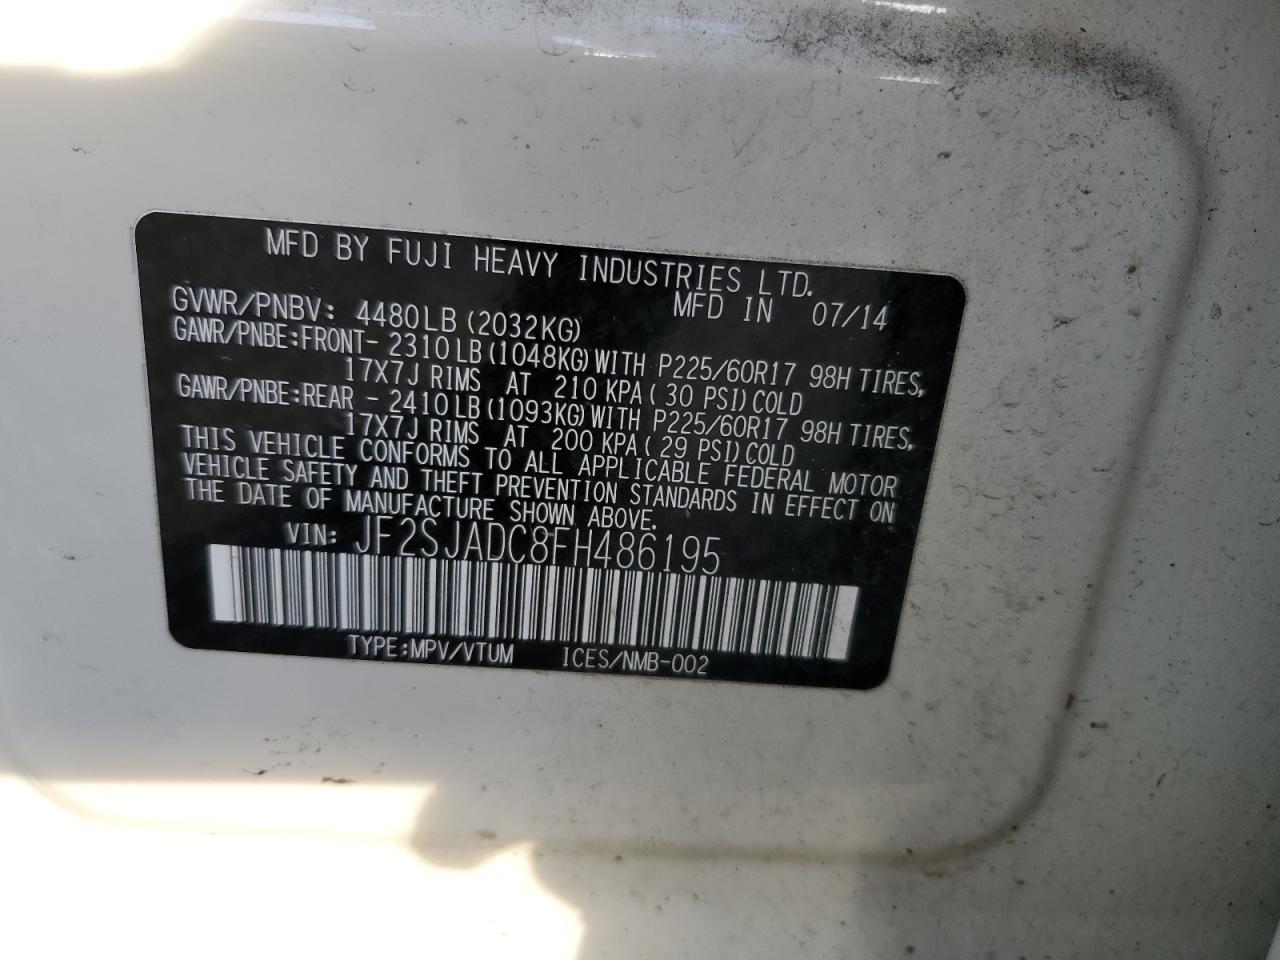 MFD BY FUJI HEAVY INDUSTRIES LTD.
MFD IN 07/14
GVWR/PNBV: 4480LB (2032KG)
GAWR/PNBE:FRONT- 2310LB(1048KG)WITH P225/60R17 98H TIRES,
17X7J RIMS AT 210 KPA( 30 PSI)COLD
GAWR/PNBE:REAR - 2410LB(1093KG)WITH P225/60R17 98H TIRES,
17X7J RIMS AT 200 KPA( 29 PSI)COLD
THIS VEHICLE CONFORMS TO ALL APPLICABLE FEDERAL MOTOR
VEHICLE SAFETY AND THEFT PREVENTION STANDARDS IN EFFECT ON
THE DATE OF MANUFACTURE SHOWN ABOVE.
VIN: JF2SJADC8FH486195
TYPE:MPV/VTUM ICES/NMB-002